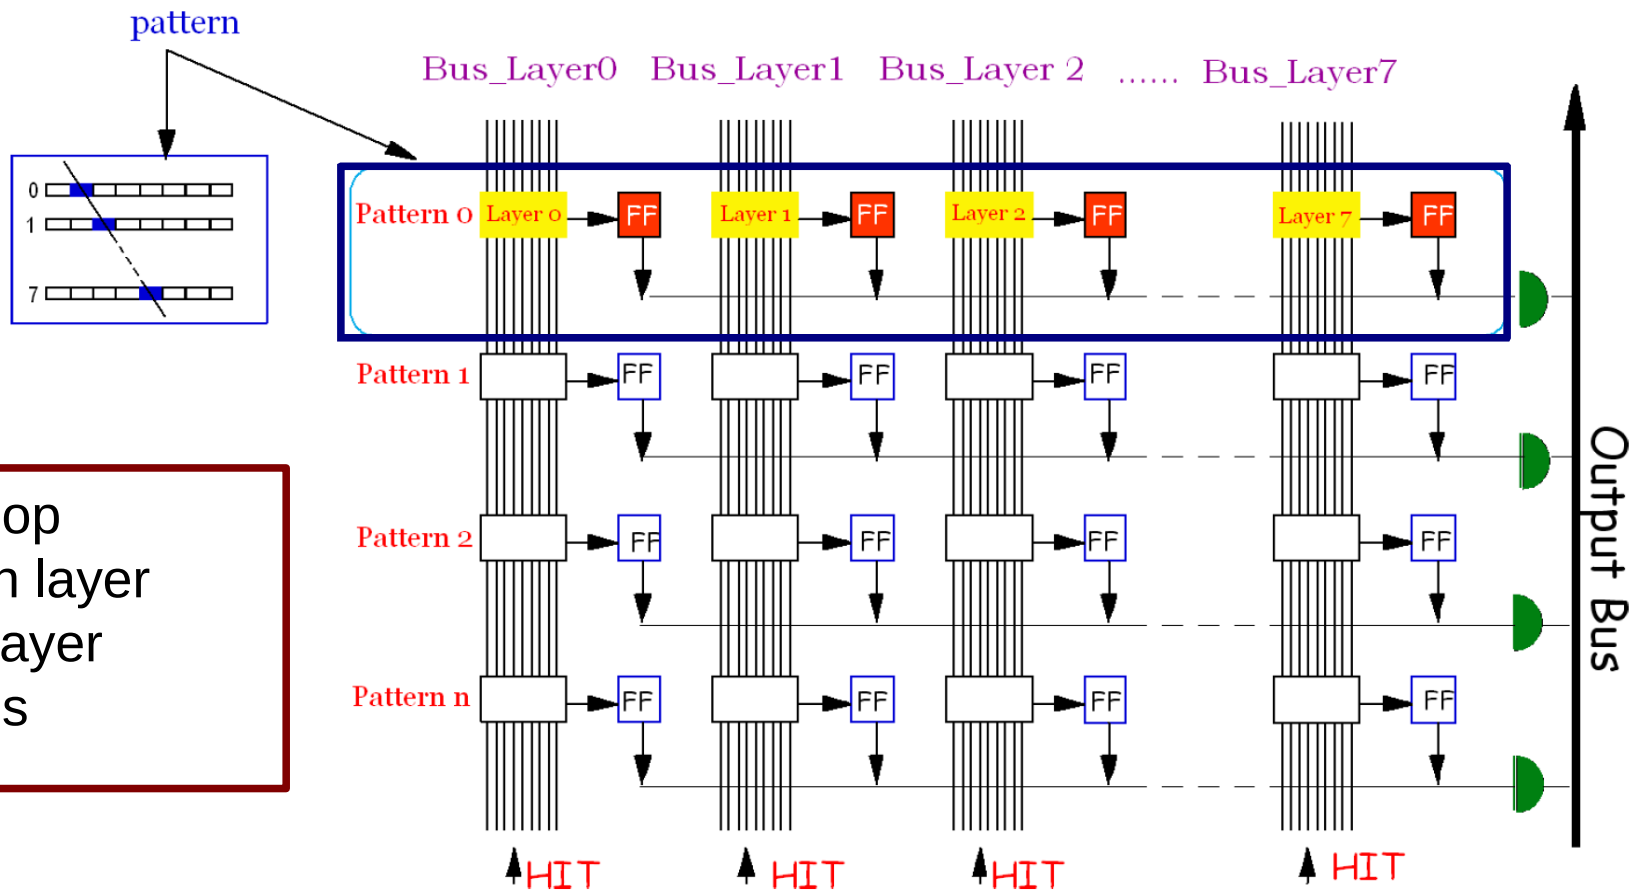 pattern
Bus_Layer0 Bus_Layer1 Bus_Layer 2 ...... Bus_Layer7
0
1
7
Pattern 0 Layer 0 FF Layer 1 FF Layer 2 FF Layer 7 FF
Pattern 1 FF FF FF FF
Pattern 2 FF FF FF FF
Pattern n FF FF FF FF
HIT HIT HIT HIT
Output Bus
op
layer
ayer
s